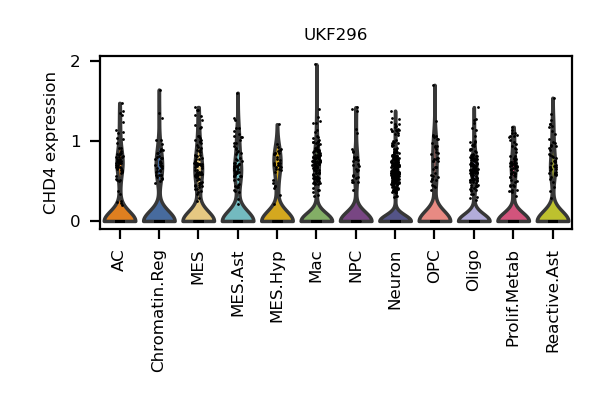 UKF296
CHD4 expression
2
1
0
AC
Chromatin.Reg
MES
MES.Ast
MES.Hyp
Mac
NPC
Neuron
OPC
Oligo
Prolif.Metab
Reactive.Ast